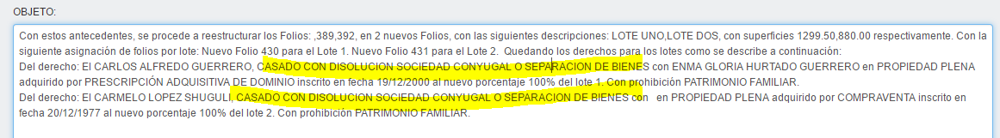 OBJETO:
Con estos antecedentes, se procede a reestructurar los Folios: ,389,392, en 2 nuevos Folios, con las siguientes descripciones: LOTE UNO,LOTE DOS, con superficies 1299.50,880.00 respectivamente. Con la
siguiente asignación de folios por lote: Nuevo Folio 430 para el Lote 1. Nuevo Folio 431 para el Lote 2. Quedando los derechos para los lotes como se describe a continuación:
Del derecho: El CARLOS ALFREDO GUERRERO, CASADO CON DISOLUCION SOCIEDAD CONYUGAL O SEPARACION DE BIENES con ENMA GLORIA HURTADO GUERRERO en PROPIEDAD PLENA
adquirido por PRESCRIPCIÓN ADQUISITIVA DE DOMINIO inscrito en fecha 19/12/2000 al nuevo porcentaje 100% del lote 1. Con prohibición PATRIMONIO FAMILIAR.
Del derecho: El CARMELO LOPEZ SHUGULI, CASADO CON DISOLUCION SOCIEDAD CONYUGAL O SEPARACION DE BIENES con en PROPIEDAD PLENA adquirido por COMPRAVENTA inscrito en
fecha 20/12/1977 al nuevo porcentaje 100% del lote 2. Con prohibición PATRIMONIO FAMILIAR.